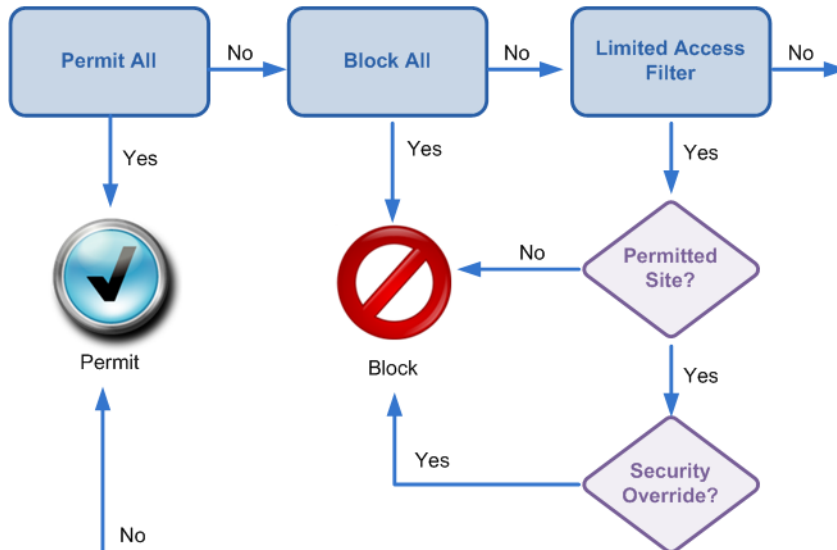 Permit All
No
Block All
No
Limited Access
Filter
No
Yes
Yes
Yes
No
Permitted
Site?
Permit
Block
Yes
Yes
Security
Override?
No